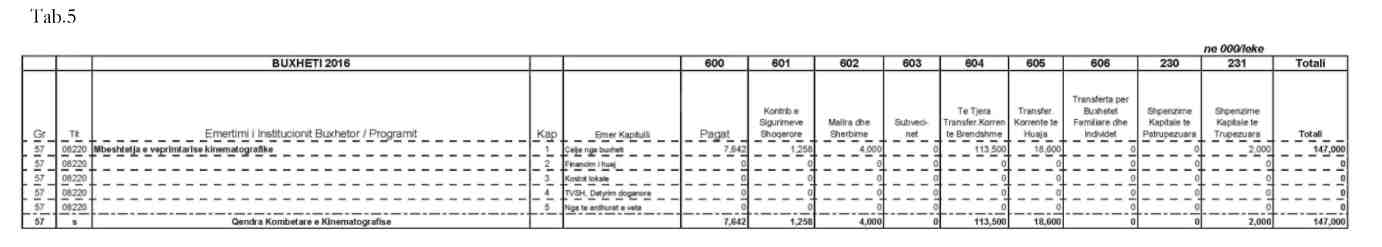 Tab.5
ne 000/leke
BUXHETI 2016 600 601 602 603 604 605 606 230 231 Totali
Gr Tit Emertimi i Institucionit Buxhetor / Programit Kap Emer Kapitulli Pagat Kontrib e Sigurimeve Shoqerore Mallra dhe Sherbime Subvecionet Te Tjera Transfer.Korren te Brendshme Transfer. Korrente te Huaja Transferta per Buxhetet Familiare dhe Individet Shpenzime Kapitale te Patrupezuara Shpenzime Kapitale te Trupezuara Totali
57 08220 Mbeshtetja e veprimtarise kinematografike 1 Celje nga buxheti 7,642 1,258 4,000 0 113,500 18,600 0 0 2,000 147,000
57 08220 2 Financim i huaj 0 0 0 0 0 0 0 0 0 0
57 08220 3 Kostot lokale 0 0 0 0 0 0 0 0 0 0
57 08220 4 TVSH, Detyrim doganore 0 0 0 0 0 0 0 0 0 0
57 08220 5 Nga te ardhurat e veta 0 0 0 0 0 0 0 0 0 0
57 s Qendra Kombetare e Kinematografise 7,642 1,258 4,000 0 113,500 18,600 0 0 2,000 147,000